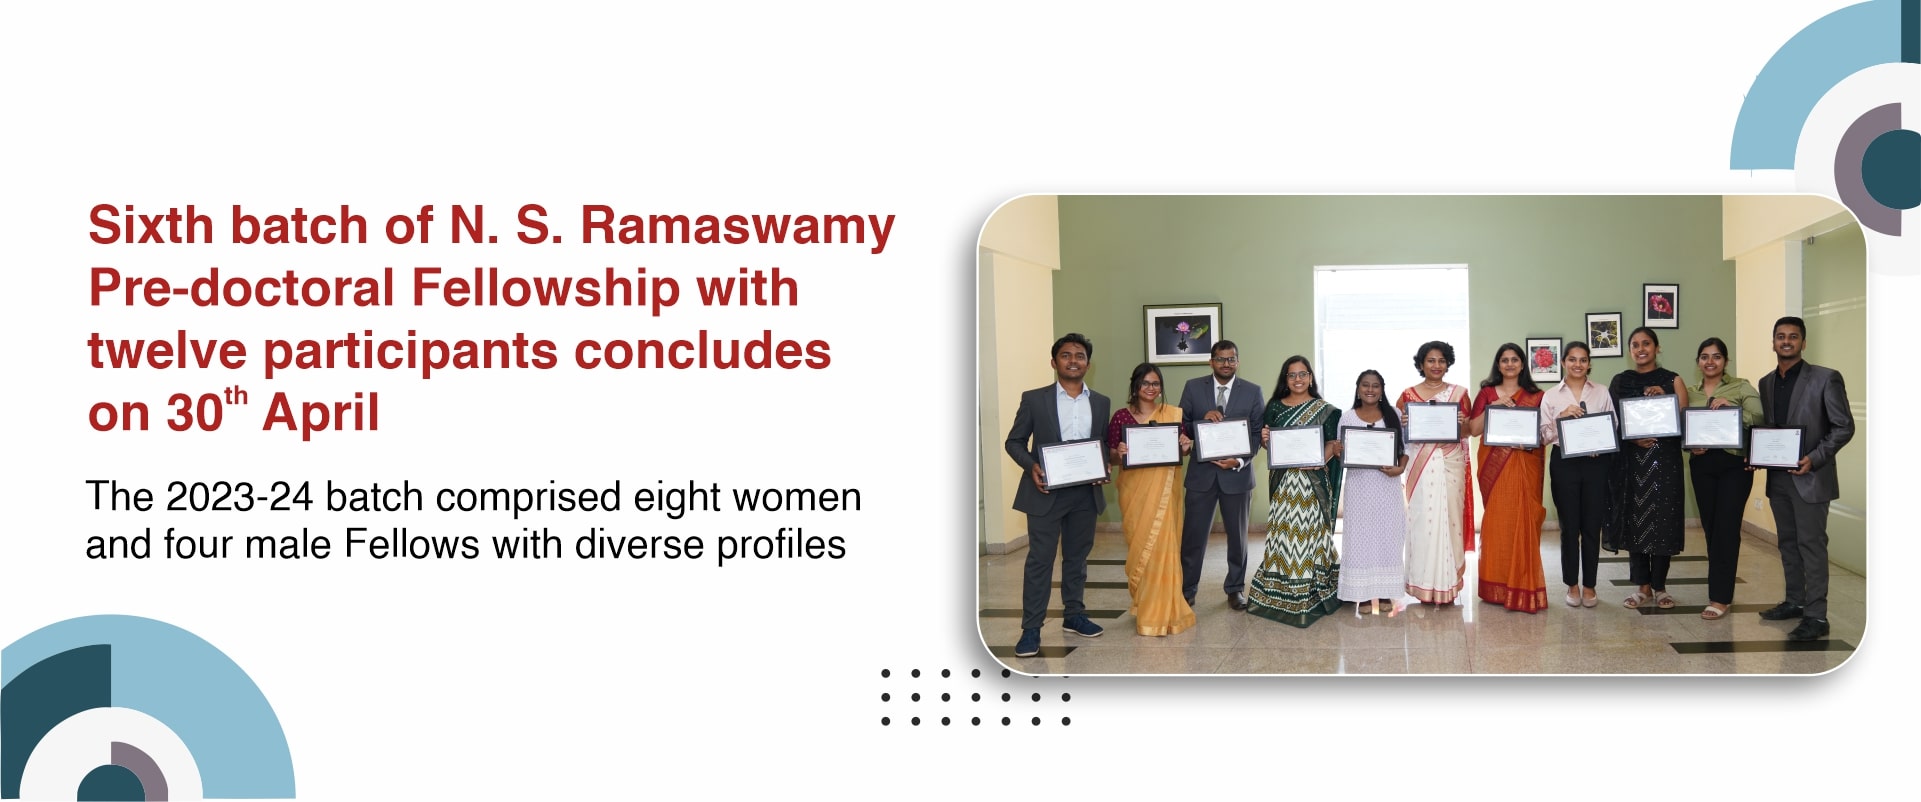 Sixth batch of N. S. Ramaswamy
Pre-doctoral Fellowship with
twelve participants concludes
on 30th April
The 2023-24 batch comprised eight women
and four male Fellows with diverse profiles